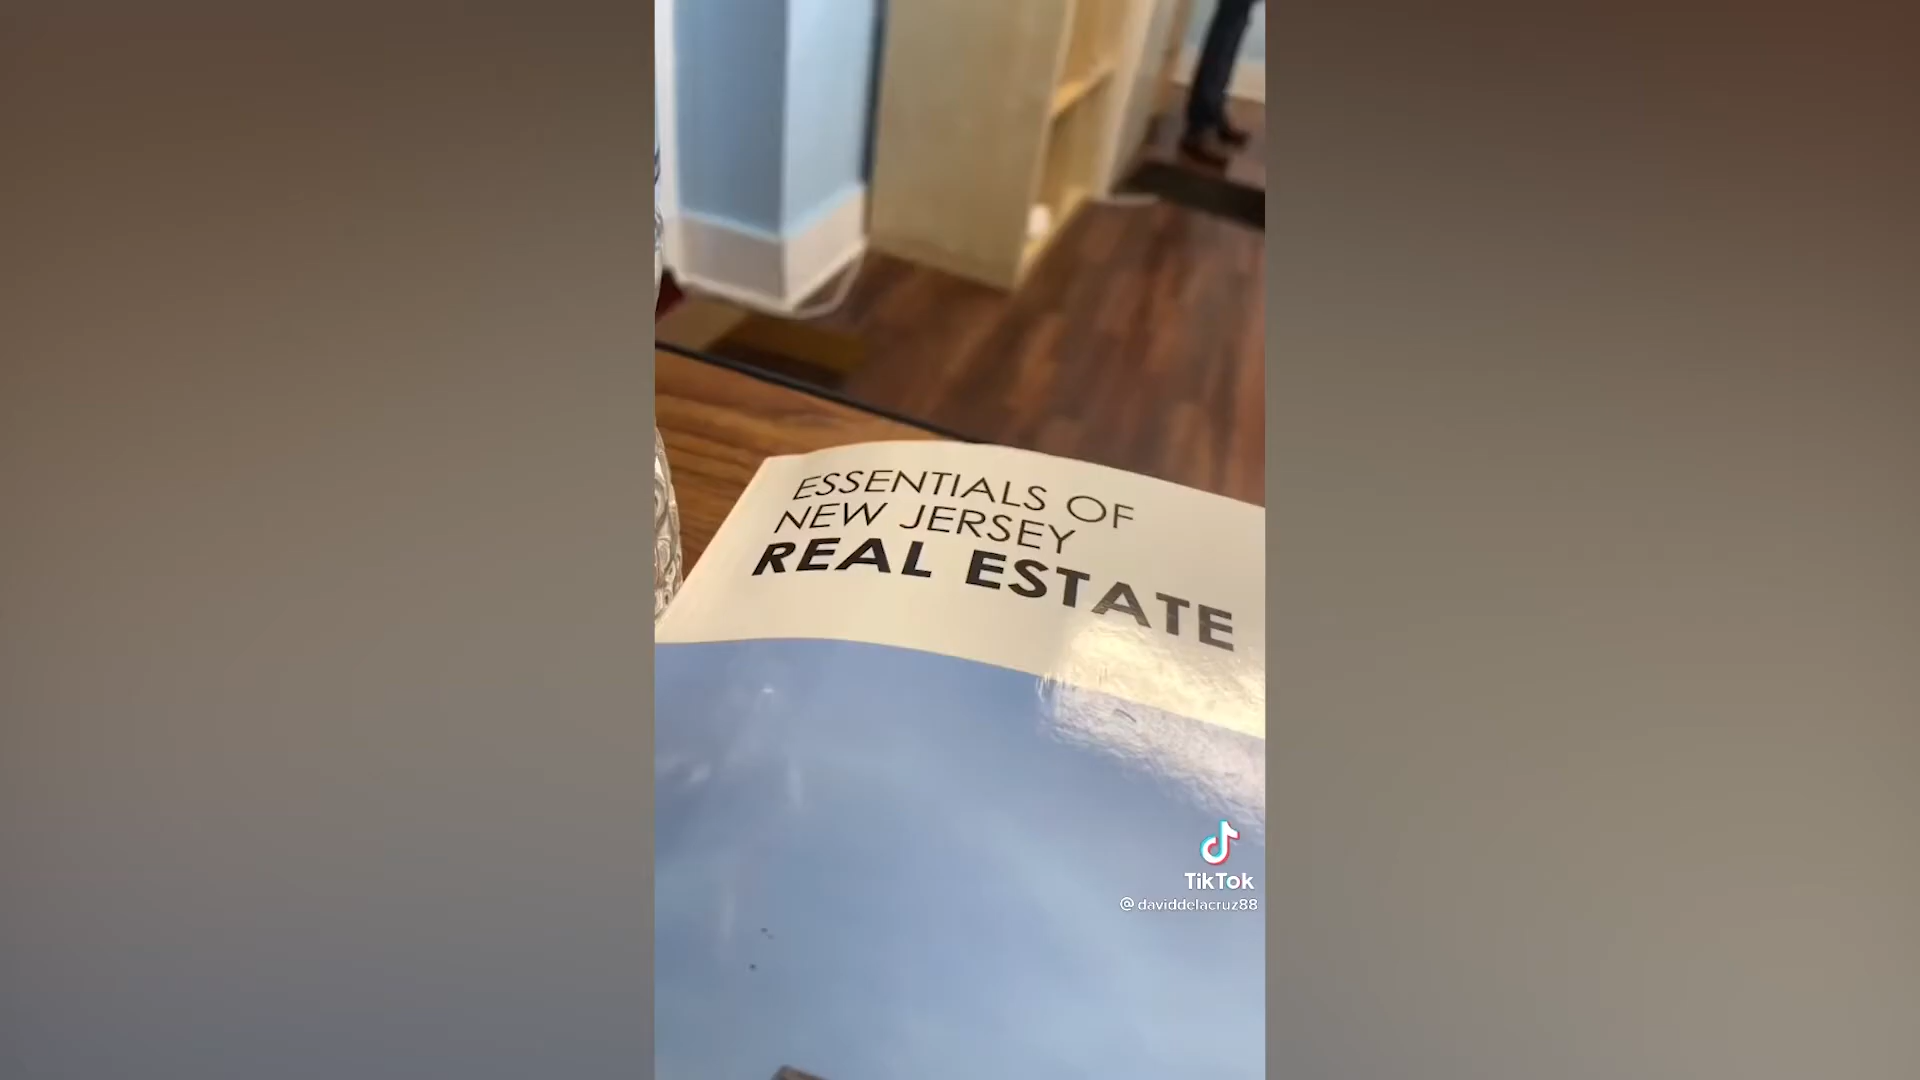 ESSENTIALS OF
NEW JERSEY
REAL ESTATE
TikTok
@daviddelacruz88